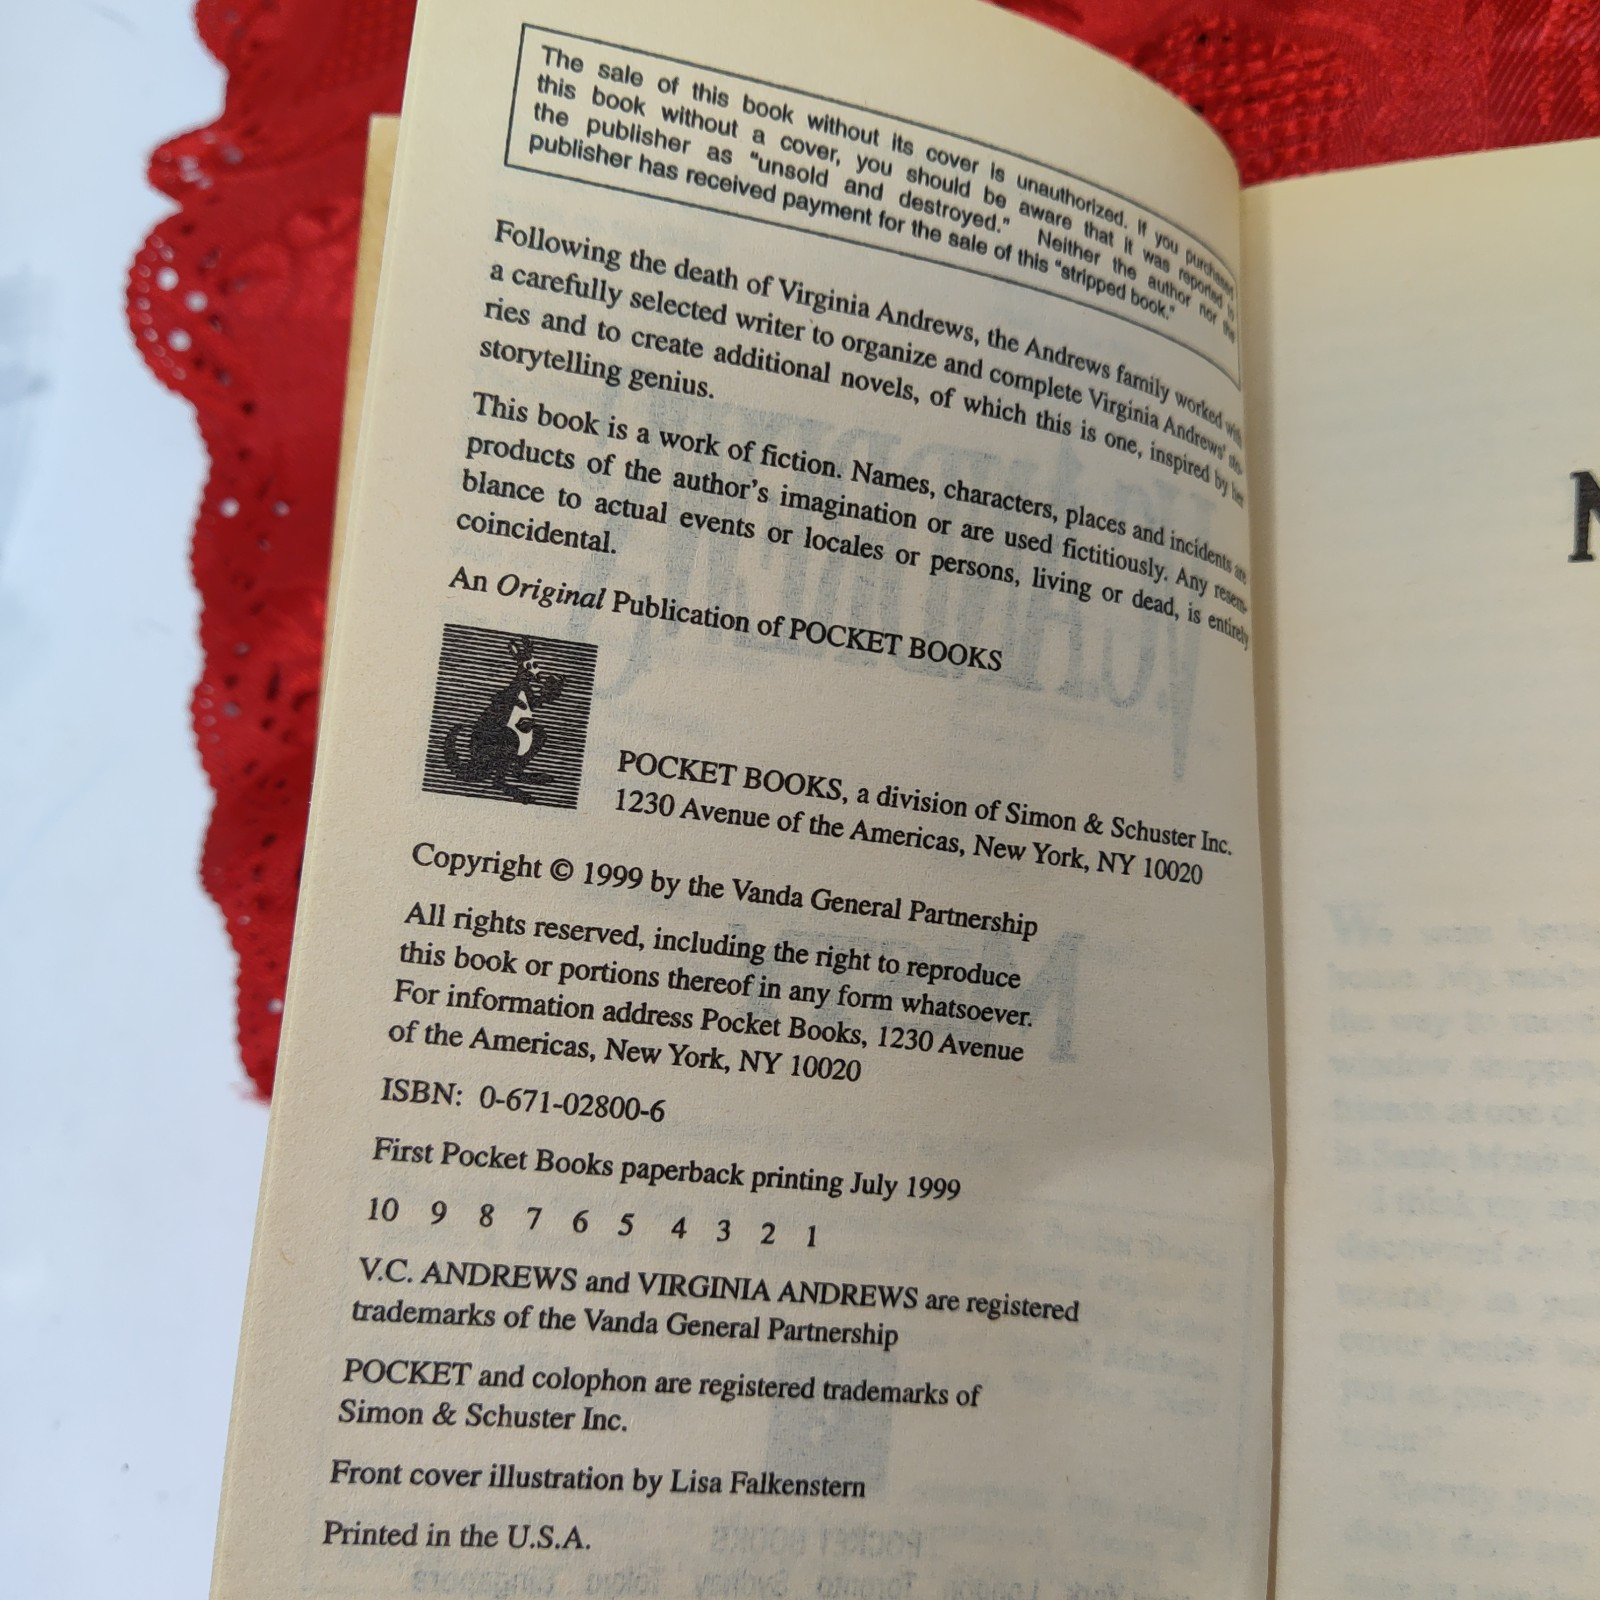 The sale of this book without its cover is unauthorized. If you purchased
this book without a cover, you should be aware that it was reported to
the publisher as "unsold and destroyed." Neither the author nor the
publisher has received payment for the sale of this "stripped book."
Following the death of Virginia Andrews, the Andrews family worked with
a carefully selected writer to organize and complete Virginia Andrews' sto-
ries and to create additional novels, of which this is one, inspired by her
storytelling genius.
This book is a work of fiction. Names, characters, places and incidents are
products of the author's imagination or are used fictitiously. Any resem-
blance to actual events or locales or persons, living or dead, is entirely
coincidental.
An Original Publication of POCKET BOOKS
POCKET BOOKS, a division of Simon & Schuster Inc.
1230 Avenue of the Americas, New York, NY 10020
Copyright © 1999 by the Vanda General Partnership
All rights reserved, including the right to reproduce
this book or portions thereof in any form whatsoever.
For information address Pocket Books, 1230 Avenue
of the Americas, New York, NY 10020
ISBN: 0-671-02800-6
First Pocket Books paperback printing July 1999
10 9 8 7 6 5 4 3 2 1
V.C. ANDREWS and VIRGINIA ANDREWS are registered
trademarks of the Vanda General Partnership
POCKET and colophon are registered trademarks of
Simon & Schuster Inc.
Front cover illustration by Lisa Falkenstern
Printed in the U.S.A.